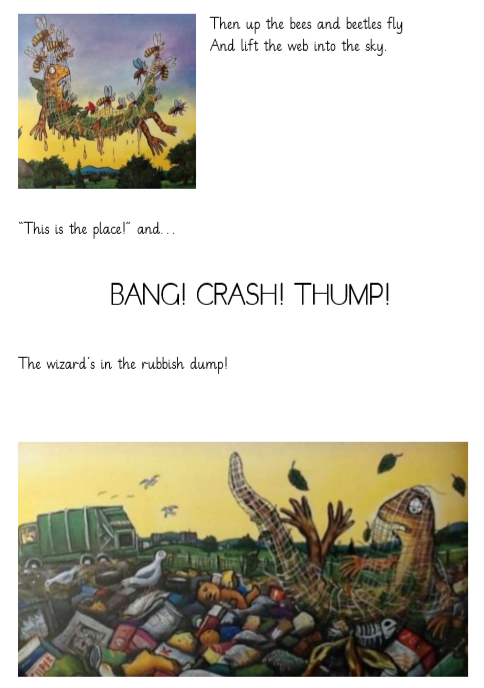 Then up the bees and beetles fly
And lift the web into the sky.
"This is the place!" and...
BANG! CRASH! THUMP!
The wizard's in the rubbish dump!